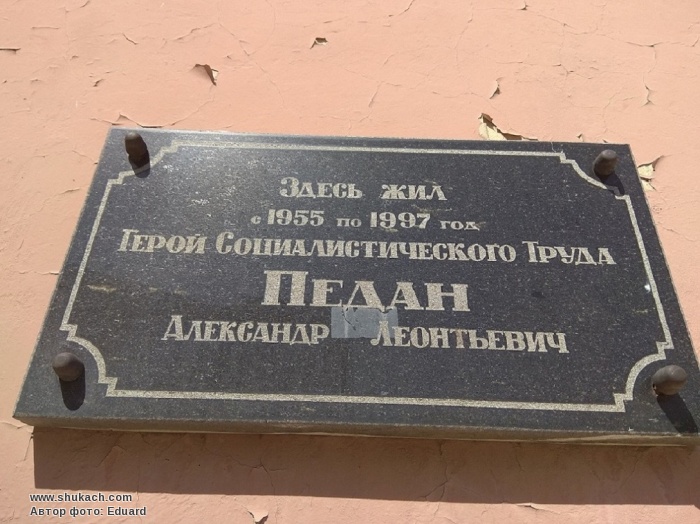 Здесь жил
с 1955 по 1997 год
Герой Социалистического Труда
Педан
Александр Леонтьевич
www.shukach.com
Автор фото: Eduard